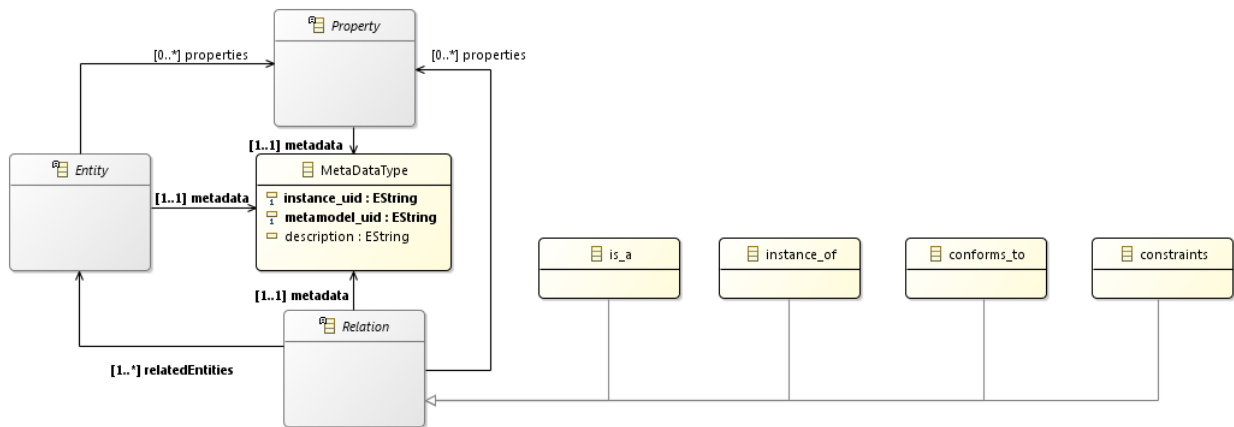 Property
[0..*] properties
[0..*] properties
[1..1] metadata
Entity
MetaDataType
[1..1] metadata
instance_uid : EString
metamodel_uid : EString
description : EString
is_a
instance_of
conforms_to
constraints
[1..1] metadata
Relation
[1..*] relatedEntities